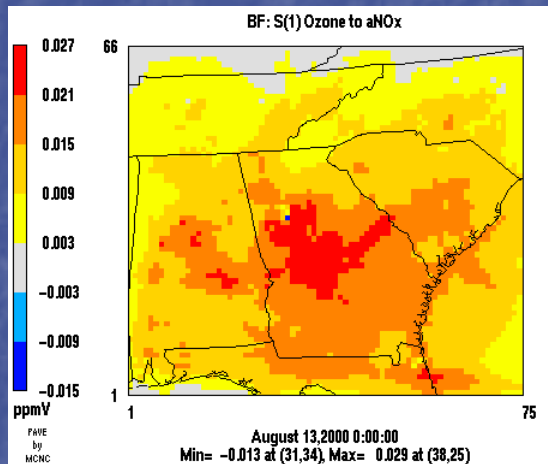 BF: S(1) Ozone to aNOx
0.027
0.021
0.015
0.009
0.003
−0.003
−0.009
−0.015
ppmV
PAVE
by
MCNC
66
1
1
75
August 13,2000 0:00:00
Min= −0.013 at (31,34), Max= 0.029 at (38,25)